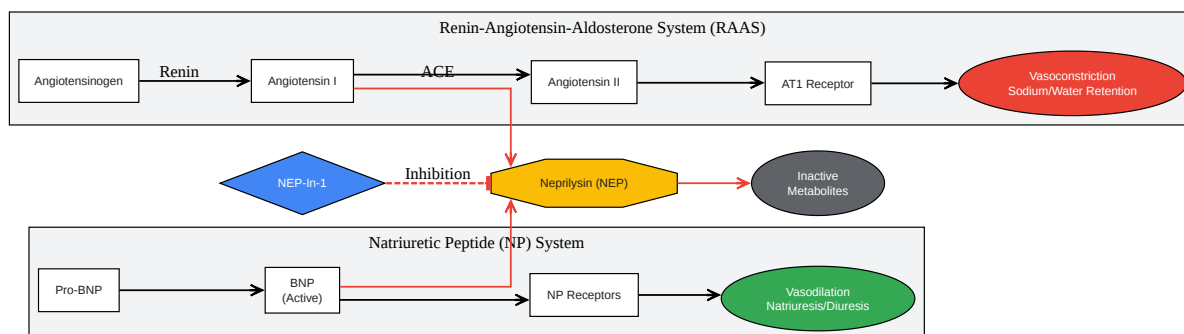 Renin-Angiotensin-Aldosterone System (RAAS)
Angiotensinogen
Renin
Angiotensin I
ACE
Angiotensin II
AT1 Receptor
Vasoconstriction
Sodium/Water Retention
NEP-In-1
Inhibition
Neprilysin (NEP)
Inactive
Metabolites
Natriuretic Peptide (NP) System
Pro-BNP
BNP
(Active)
NP Receptors
Vasodilation
Natriuresis/Diuresis